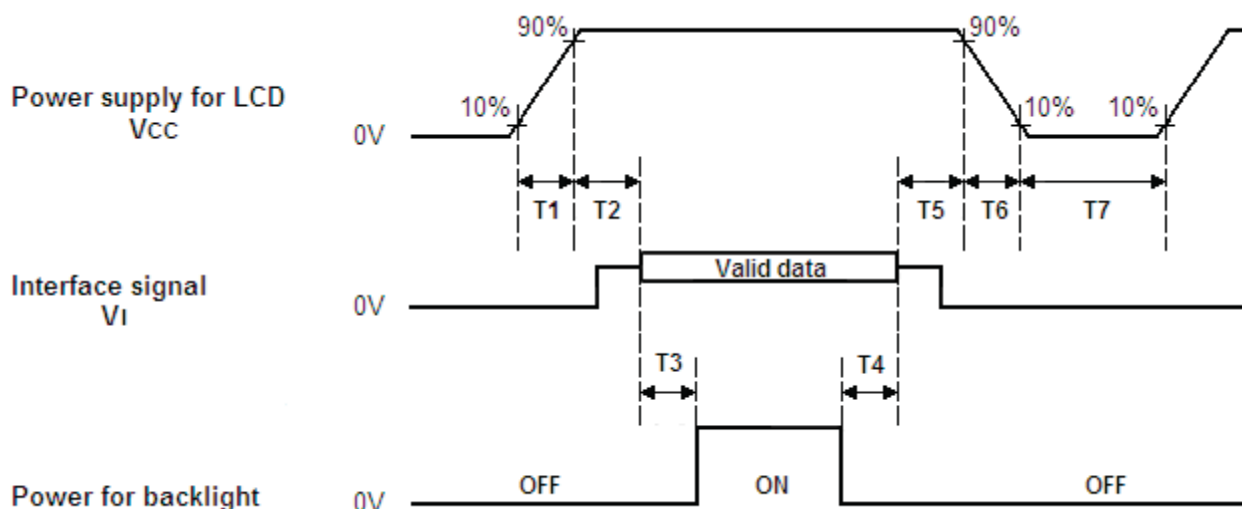 90% 90%
Power supply for LCD
VCC
10% 10% 10%
0V
T1 T2 T5 T6 T7
Valid data
Interface signal
VI
0V
T3 T4
OFF ON OFF
Power for backlight
0V